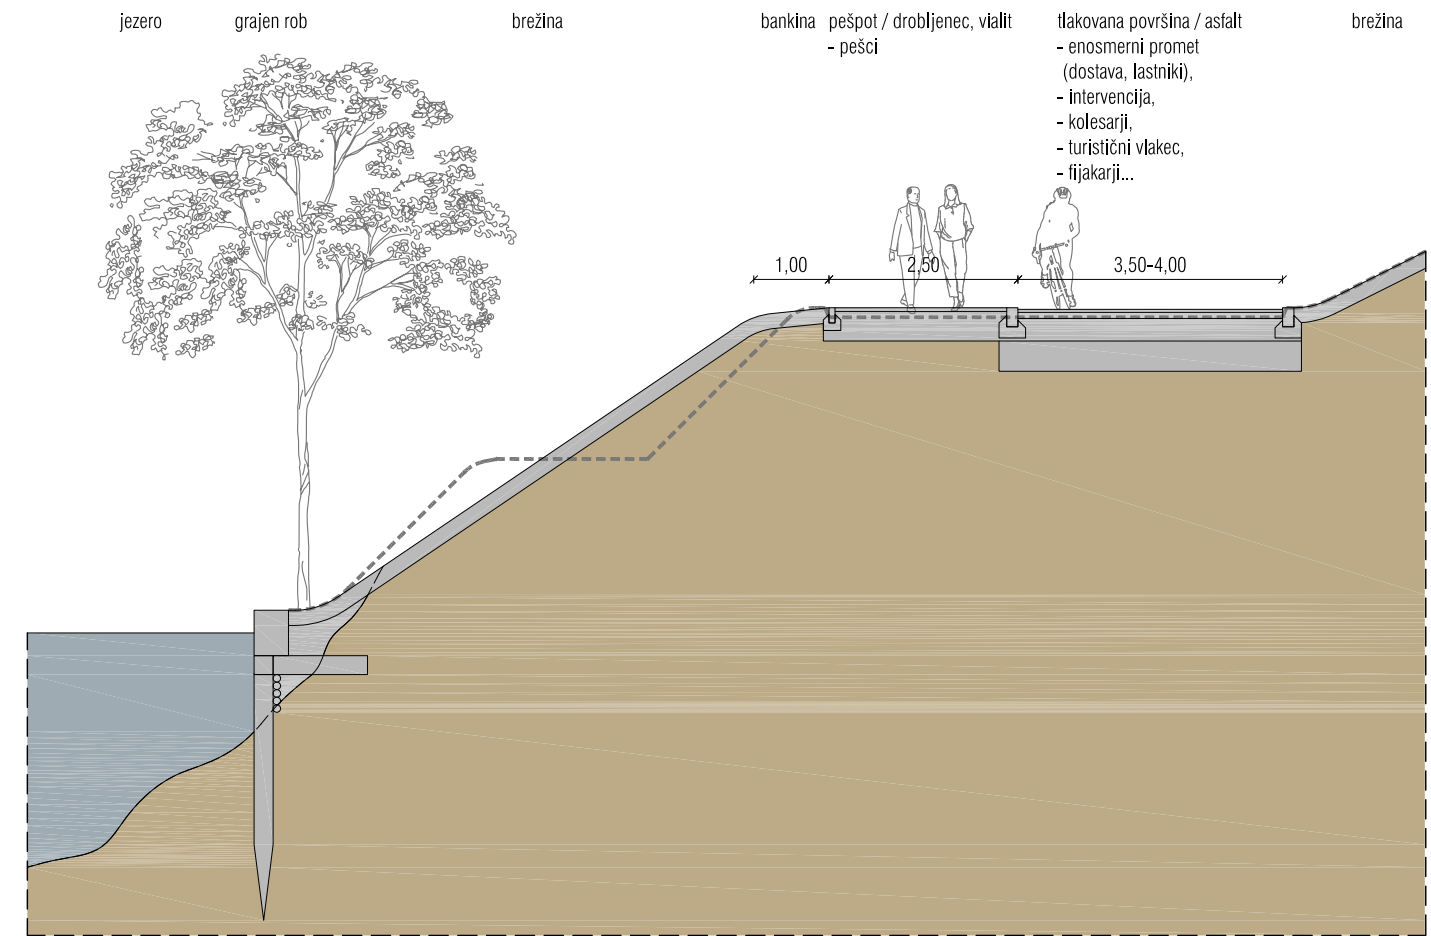 jezero
grajen rob
brežina
bankina
pešpot / drobljenec, vialit
- pešci
tlakovana površina / asfalt
- enosmerni promet
(dostava, lastniki),
- intervencija,
- kolesarji,
- turistični vlakec,
- fijakarji...
brežina
1,00
2,50
3,50-4,00